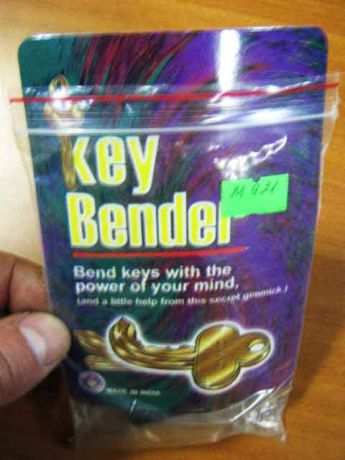 key
Bender
M 921
Bend keys with the
power of your mind,
(and a little help from this secret gimmick.)
MADE IN INDIA